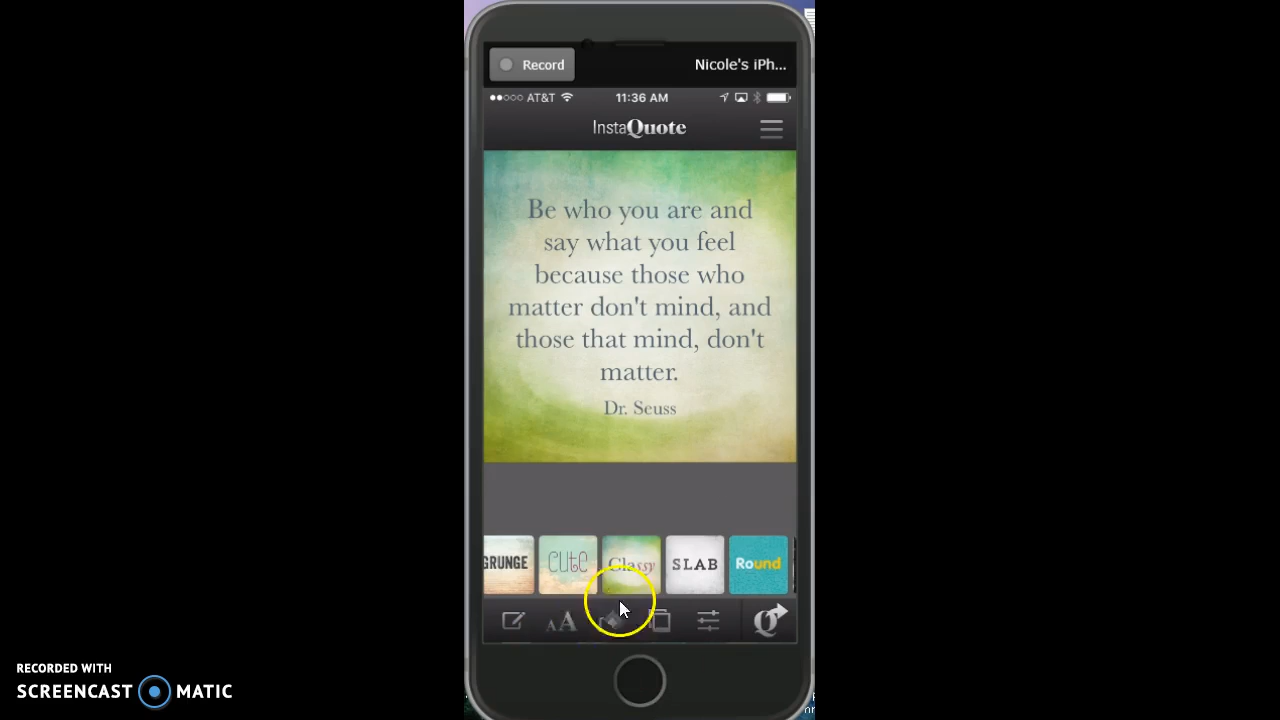 Record
Nicole's iPh...
AT&T
11:36 AM
InstaQuote
Be who you are and
say what you feel
because those who
matter don't mind, and
those that mind, don't
matter.
Dr. Seuss
GRUNGE
cute
Classy
SLAB
Round
AA
Q
RECORDED WITH
SCREENCAST MATIC